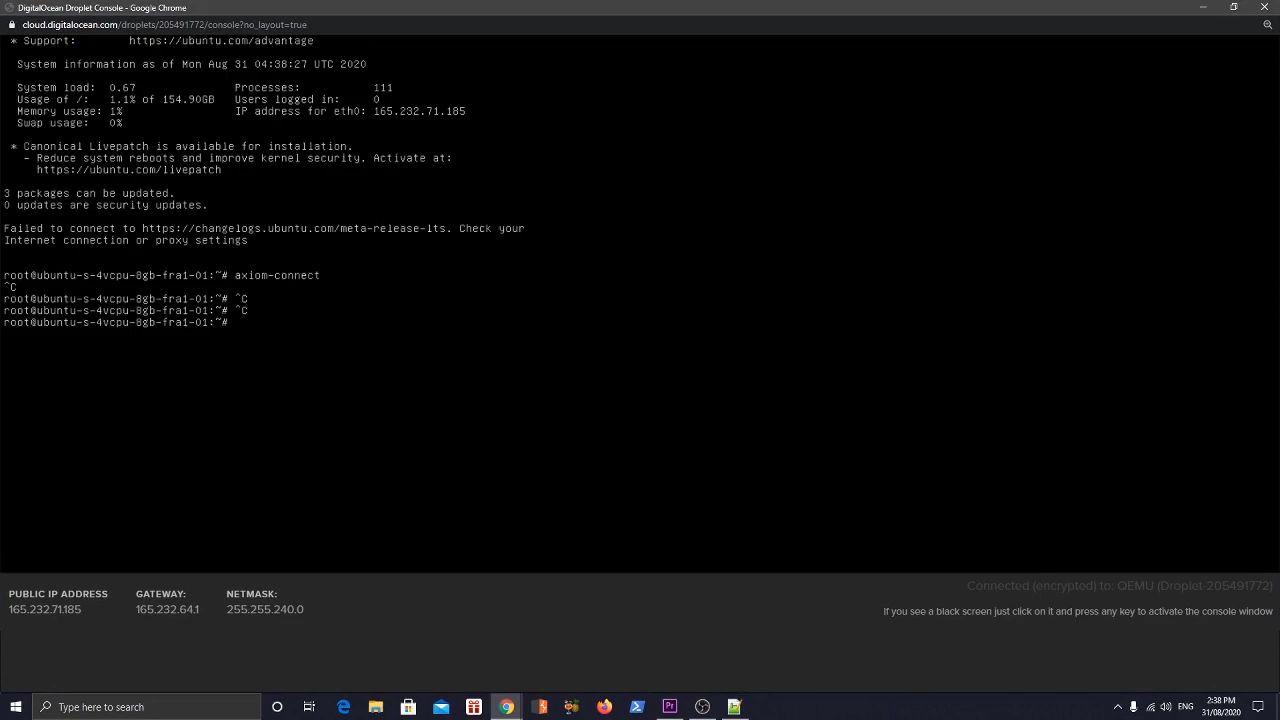 DigitalOcean Droplet Console - Google Chrome
cloud.digitalocean.com/droplets/205491772/console?no_layout=true
* Support: https://ubuntu.com/advantage
System information as of Mon Aug 31 04:38:27 UTC 2020
System load: 0.67 Processes: 111
Usage of /: 1.1% of 154.90GB Users logged in: 0
Memory usage: 1% IP address for eth0: 165.232.71.185
Swap usage: 0%
* Canonical Livepatch is available for installation.
- Reduce system reboots and improve kernel security. Activate at:
https://ubuntu.com/livepatch
3 packages can be updated.
0 updates are security updates.
Failed to connect to https://changelogs.ubuntu.com/meta-release-lts. Check your
Internet connection or proxy settings
root@ubuntu-s-4vcpu-8gb-fra1-01:~# axiom-connect
^C
root@ubuntu-s-4vcpu-8gb-fra1-01:~# ^C
root@ubuntu-s-4vcpu-8gb-fra1-01:~# ^C
root@ubuntu-s-4vcpu-8gb-fra1-01:~#
Connected (encrypted) to: QEMU (Droplet-205491772)
PUBLIC IP ADDRESS GATEWAY: NETMASK:
165.232.71.185 165.232.64.1 255.255.240.0
If you see a black screen just click on it and press any key to activate the console window
Type here to search
Pr
ENG
2:38 PM
31/08/2020